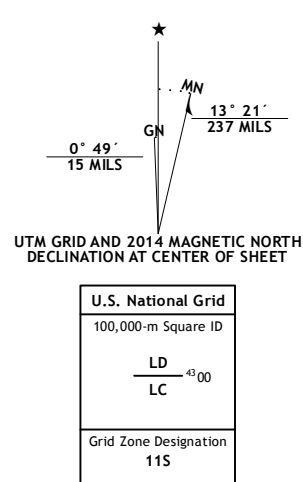 ★
MN
GN
13° 21´
237 MILS
0° 49´
15 MILS
UTM GRID AND 2014 MAGNETIC NORTH
DECLINATION AT CENTER OF SHEET
U.S. National Grid
100,000-m Square ID
LD
4300
LC
Grid Zone Designation
11S